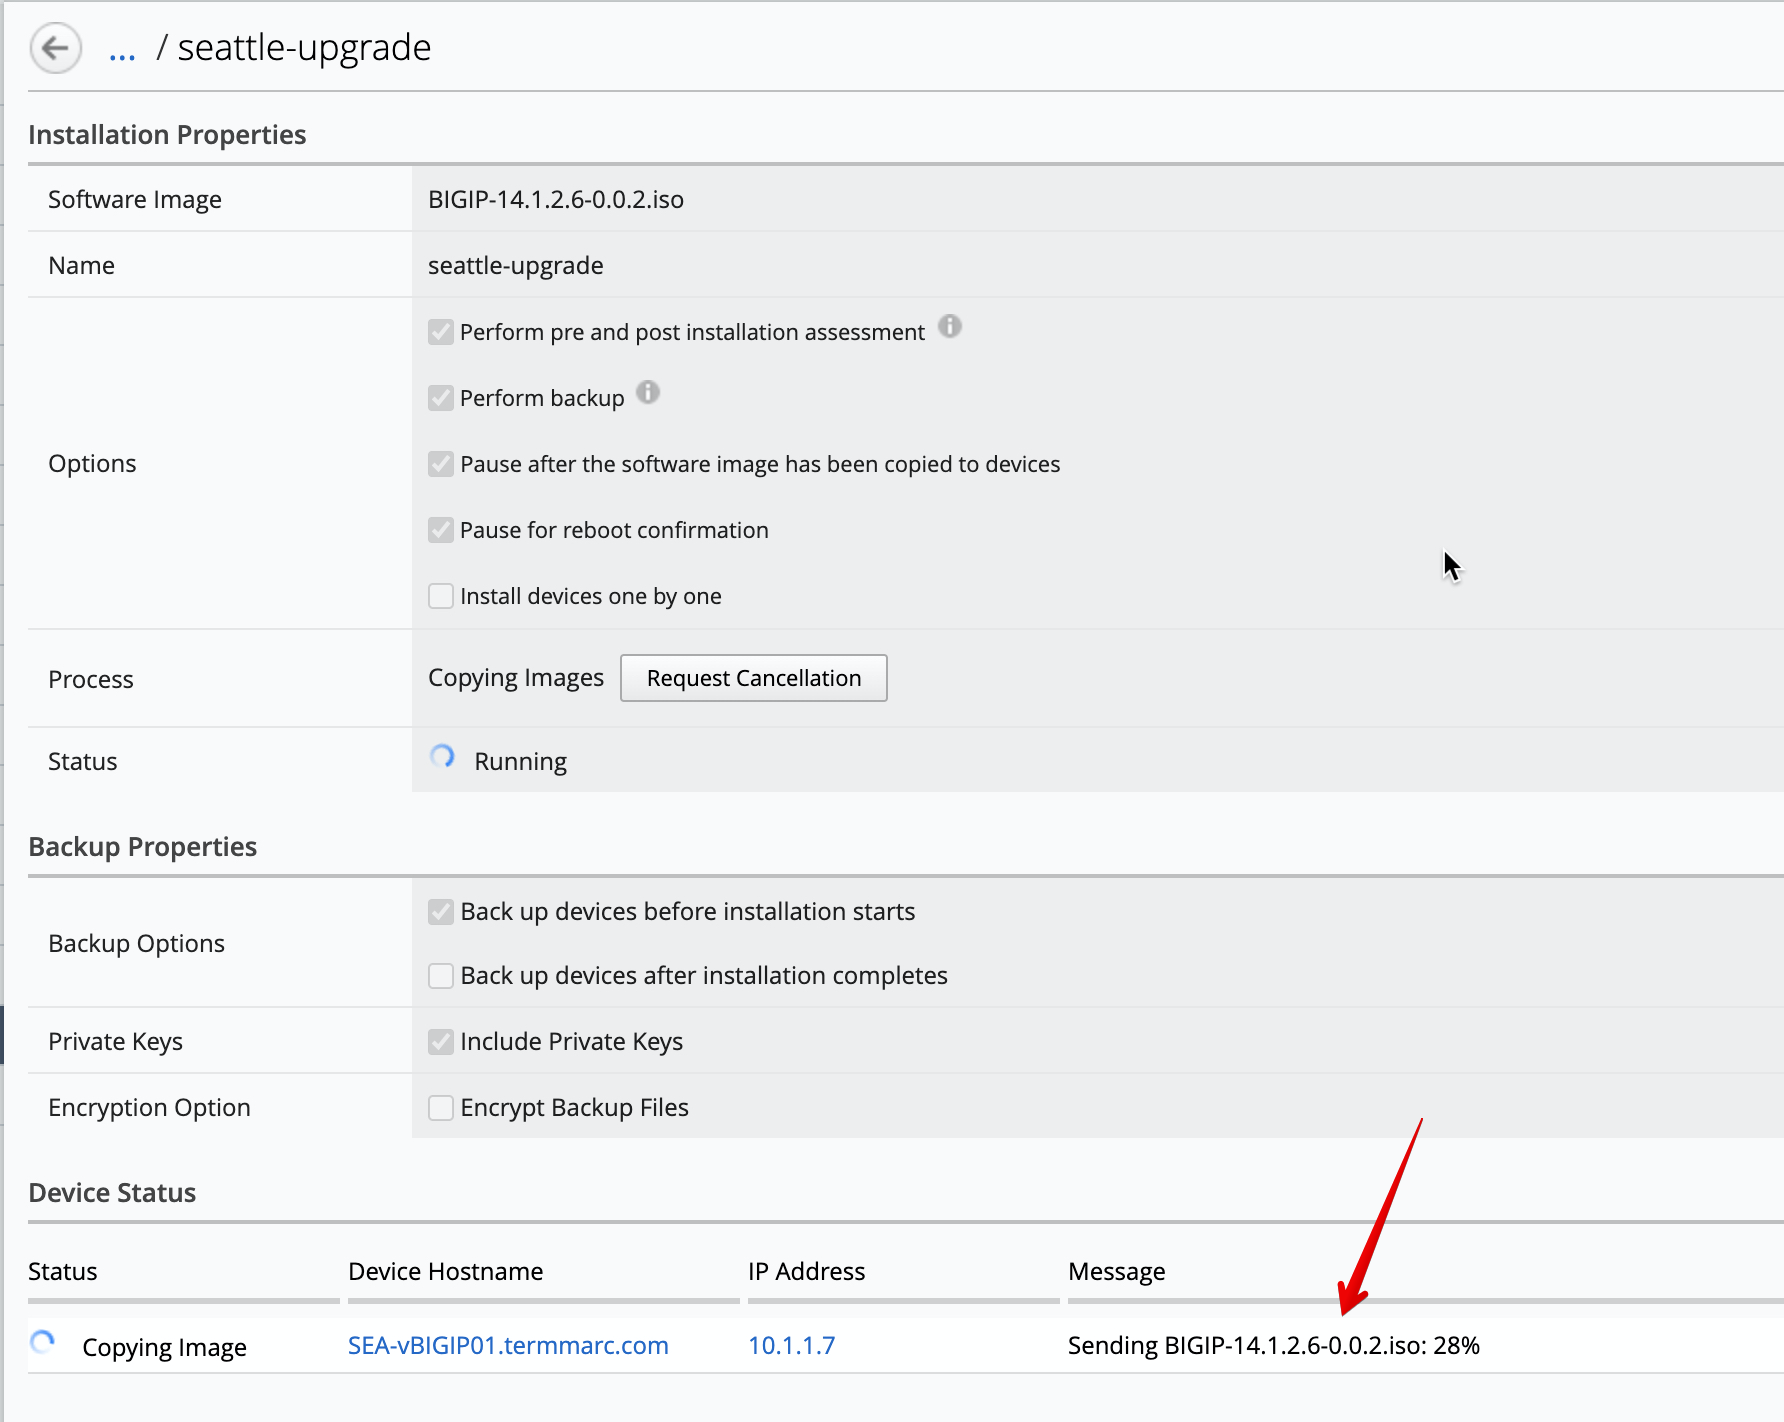 ... / seattle-upgrade
Installation Properties
Software Image BIGIP-14.1.2.6-0.0.2.iso
Name seattle-upgrade
Options
Perform pre and post installation assessment
Perform backup
Pause after the software image has been copied to devices
Pause for reboot confirmation
Install devices one by one
Process Copying Images Request Cancellation
Status Running
Backup Properties
Backup Options
Back up devices before installation starts
Back up devices after installation completes
Private Keys Include Private Keys
Encryption Option Encrypt Backup Files
Device Status
Status Device Hostname IP Address Message
Copying Image SEA-vBIGIP01.termmarc.com 10.1.1.7 Sending BIGIP-14.1.2.6-0.0.2.iso: 28%